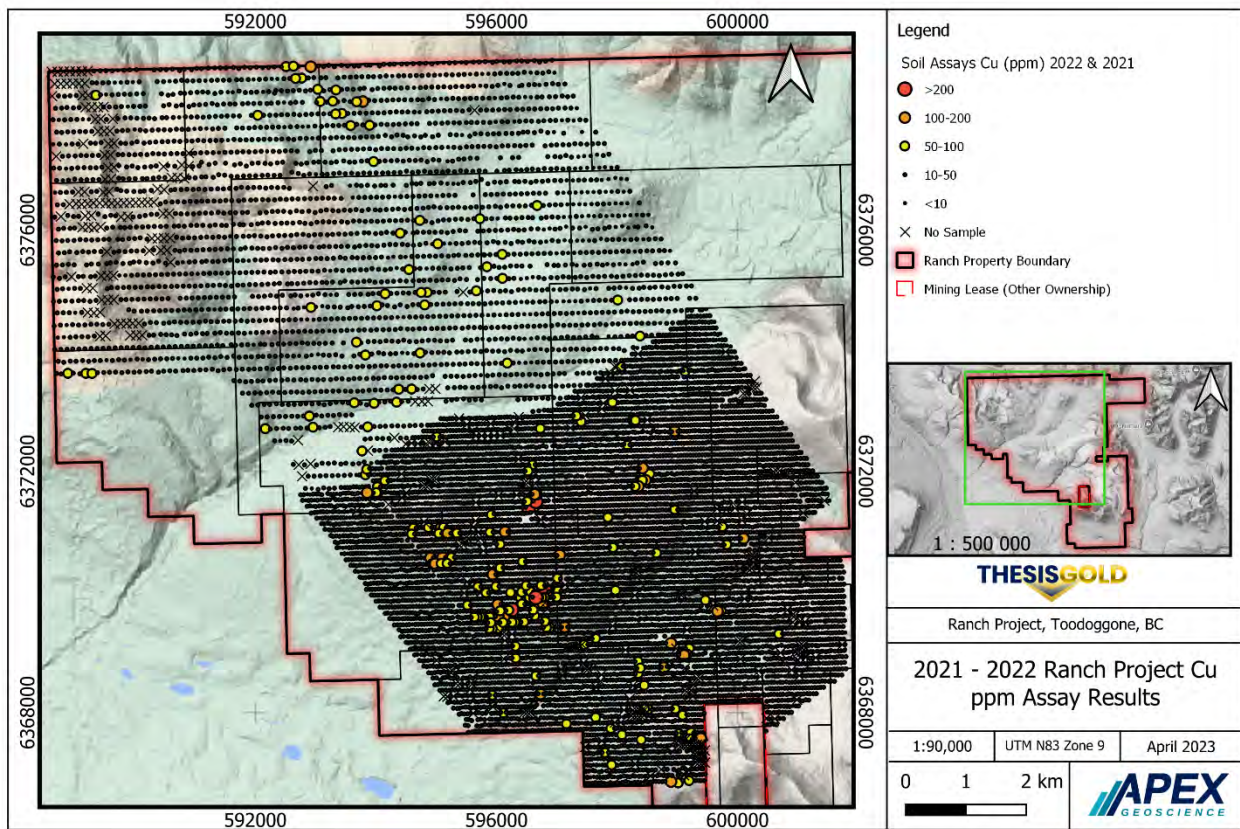 592000 596000 600000
6376000
6372000
6368000
6376000
6372000
6368000
592000 596000 600000
Legend
Soil Assays Cu (ppm) 2022 & 2021
>200
100-200
50-100
10-50
<10
No Sample
Ranch Property Boundary
Mining Lease (Other Ownership)
1 : 500 000
THESISGOLD
Ranch Project, Toodoggone, BC
2021 - 2022 Ranch Project Cu
ppm Assay Results
1:90,000 UTM N83 Zone 9 April 2023
0 1 2 km
APEX
GEOSCIENCE